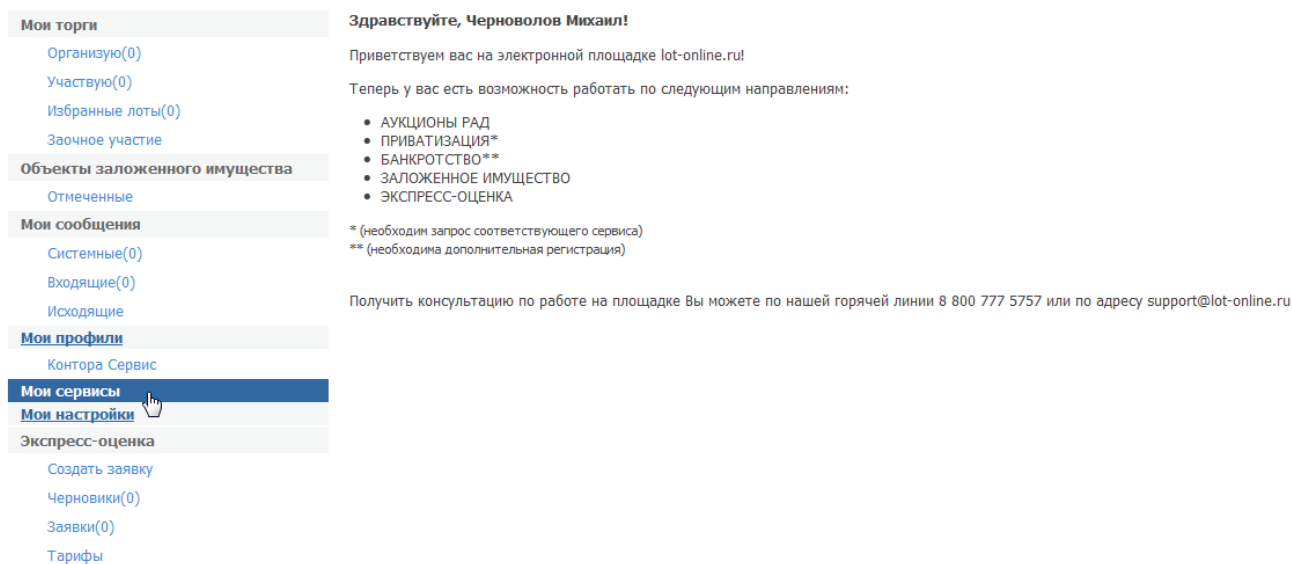 Мои торги
Организую(0)
Участвую(0)
Избранные лоты(0)
Заочное участие
Объекты заложенного имущества
Отмеченные
Мои сообщения
Системные(0)
Входящие(0)
Исходящие
Мои профили
Контора Сервис
Мои сервисы
Мои настройки
Экспресс-оценка
Создать заявку
Черновики(0)
Заявки(0)
Тарифы
Здравствуйте, Черноволов Михаил!
Приветствуем вас на электронной площадке lot-online.ru!
Теперь у вас есть возможность работать по следующим направлениям:
• АУКЦИОНЫ РАД
• ПРИВАТИЗАЦИЯ*
• БАНКРОТСТВО**
• ЗАЛОЖЕННОЕ ИМУЩЕСТВО
• ЭКСПРЕСС-ОЦЕНКА
* (необходим запрос соответствующего сервиса)
** (необходима дополнительная регистрация)
Получить консультацию по работе на площадке Вы можете по нашей горячей линии 8 800 777 5757 или по адресу support@lot-online.ru